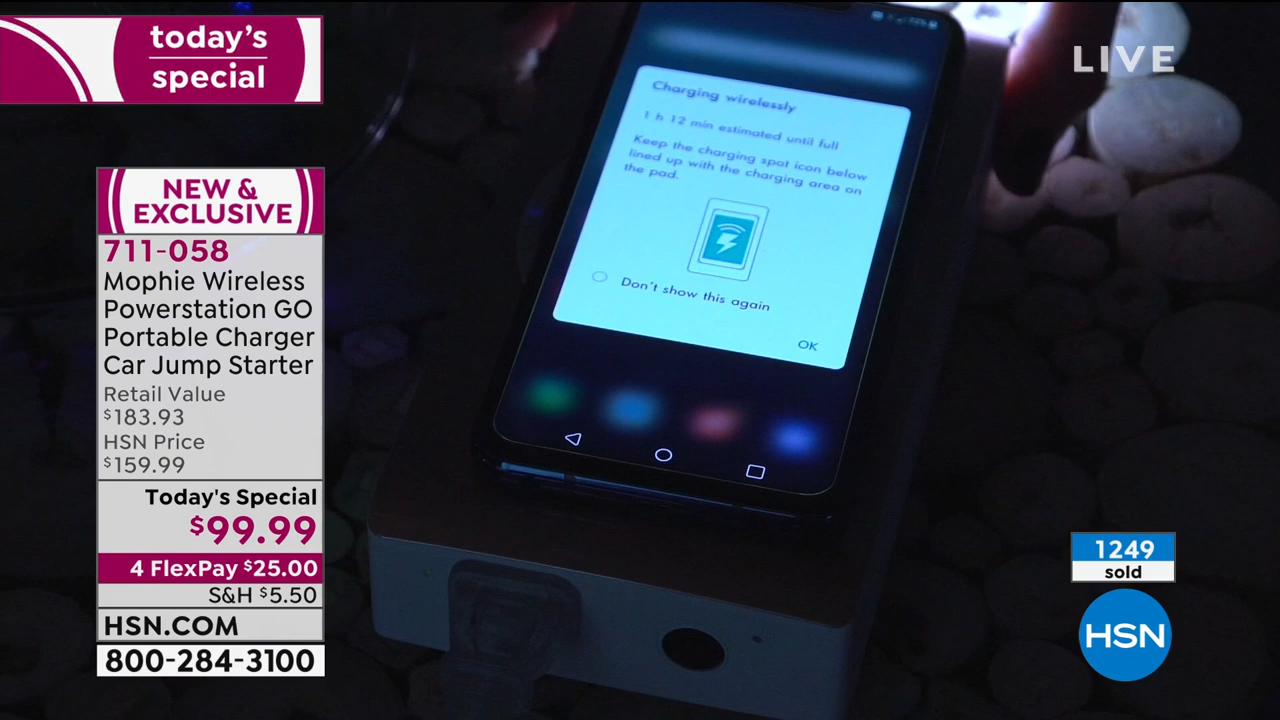 today's
special
LIVE
NEW &
EXCLUSIVE
711-058
Mophie Wireless
Powerstation GO
Portable Charger
Car Jump Starter
Retail Value
$183.93
HSN Price
$159.99
Today's Special
$99.99
4 FlexPay $25.00
S&H $5.50
HSN.COM
800-284-3100
Charging wirelessly
1 h 12 min estimated until full
Keep the charging spot icon below
lined up with the charging area on
the pad.
Don't show this again
OK
1249
sold
HSN